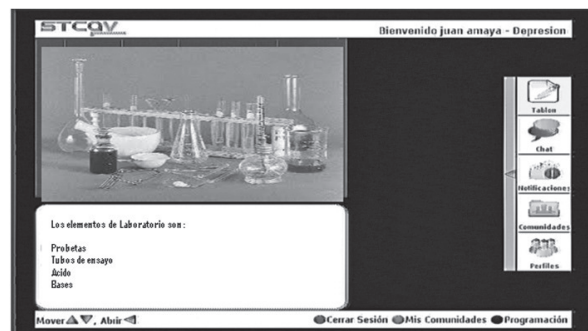 STCAV
Bienvenido juan amaya - Depresion
Tablon
Chat
Notificaciones
Comunidades
Perfiles
Los elementos de Laboratorio son :
Probetas
Tubos de ensayo
Acido
Bases
Mover , Abrir
Cerrar Sesión Mis Comunidades Programación